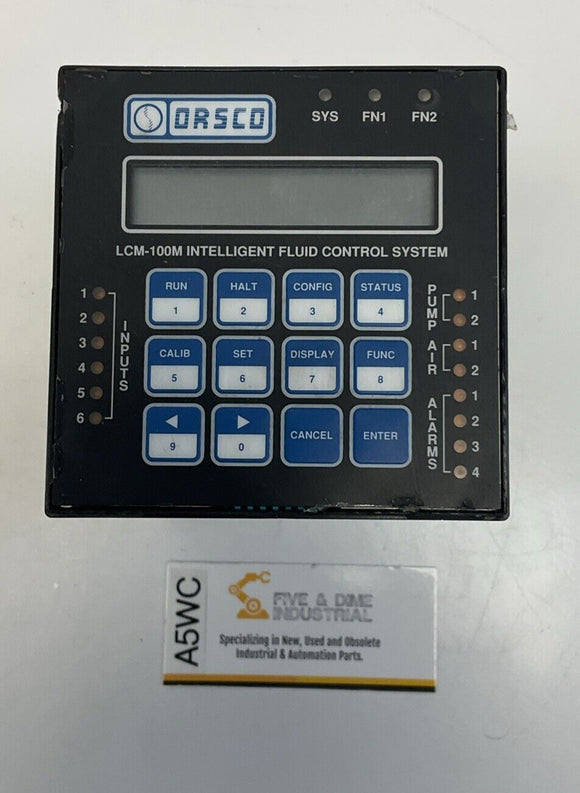 ORSCO
SYS FN1 FN2
LCM-100M INTELLIGENT FLUID CONTROL SYSTEM
RUN HALT CONFIG STATUS
1 2 3 4
CALIB SET DISPLAY FUNC
5 6 7 8
CANCEL ENTER
9 0
INPUTS
1
2
3
4
5
6
PUMP
1
2
AIR
1
2
ALARMS
1
2
3
4
A5WC
FIVE & DIME
INDUSTRIAL
Specializing in New, Used and Obsolete
Industrial & Automation Parts.